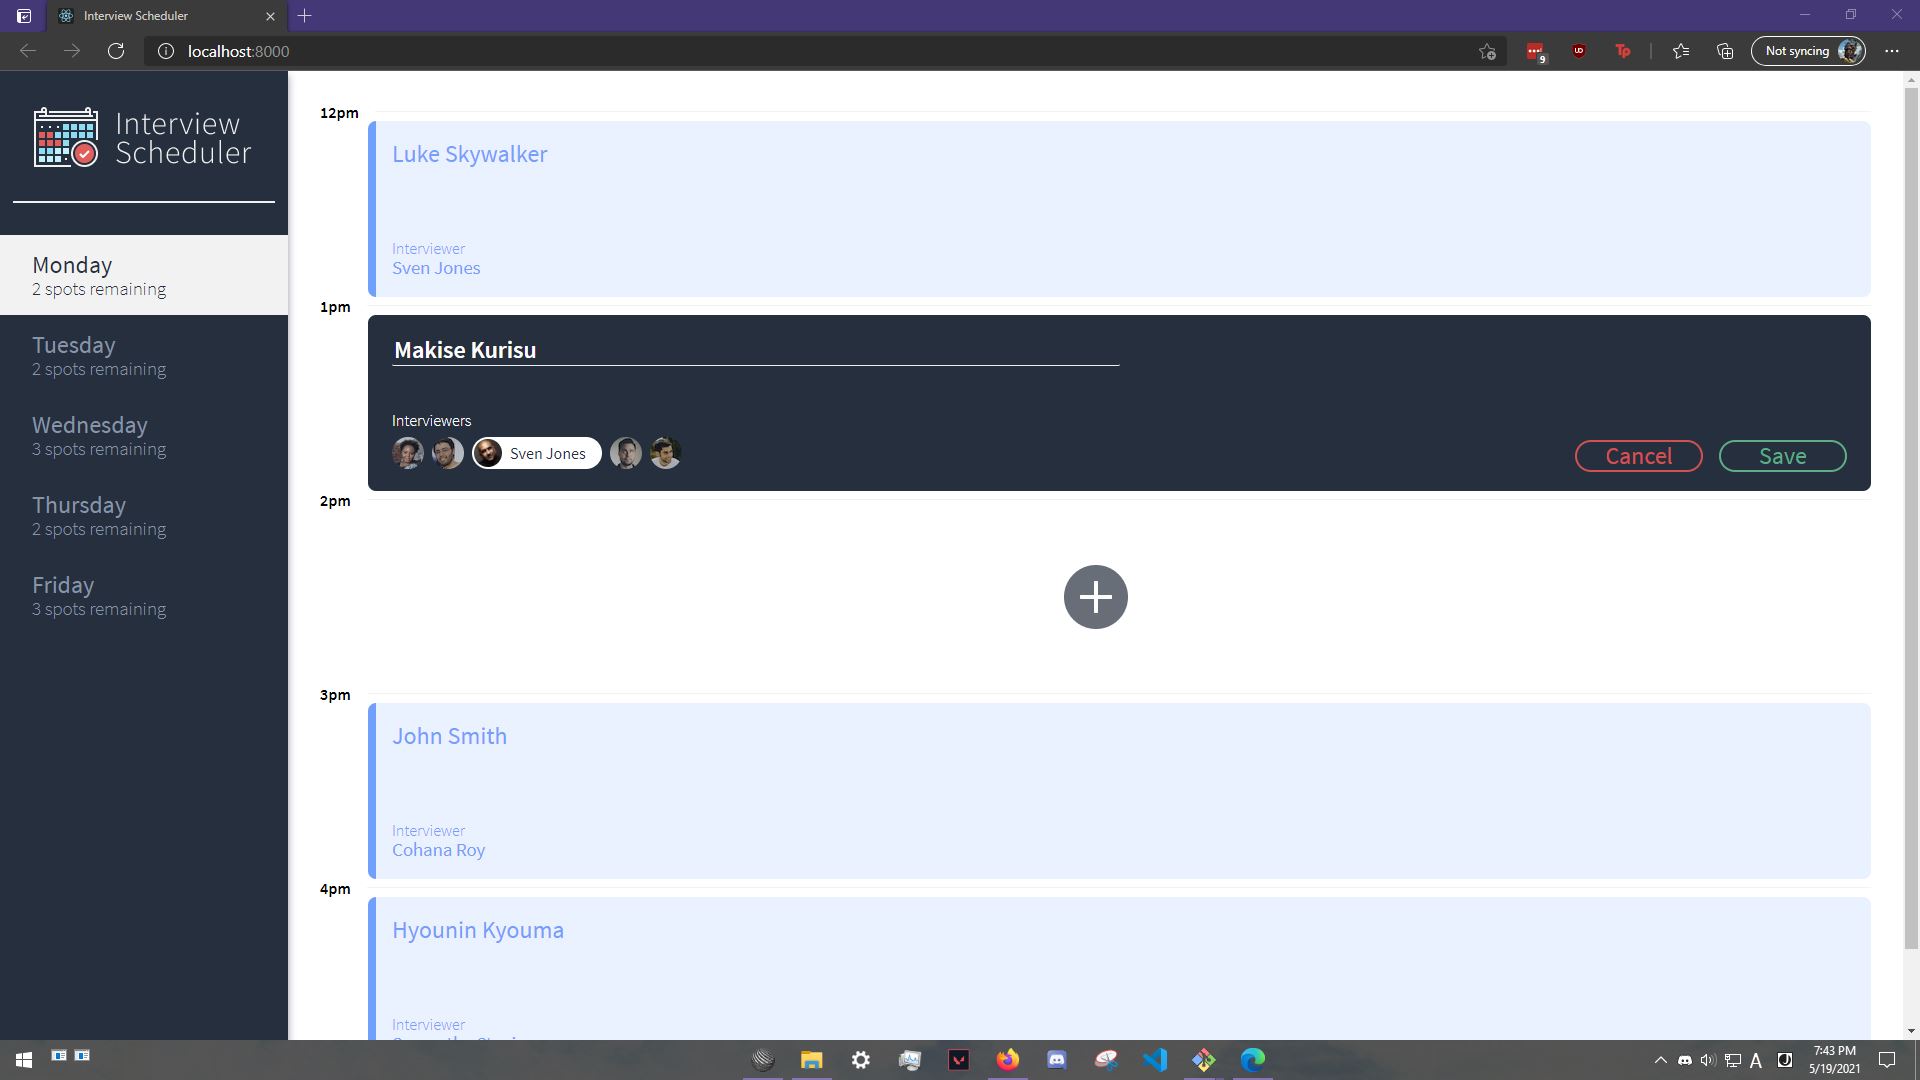 Interview Scheduler
localhost:8000
9
Not syncing
Interview
Scheduler
Monday
2 spots remaining
Tuesday
2 spots remaining
Wednesday
3 spots remaining
Thursday
2 spots remaining
Friday
3 spots remaining
12pm
Luke Skywalker
Interviewer
Sven Jones
1pm
Makise Kurisu
Interviewers
Sven Jones
Cancel
Save
2pm
3pm
John Smith
Interviewer
Cohana Roy
4pm
Hyounin Kyouma
Interviewer
A
7:43 PM
5/19/2021